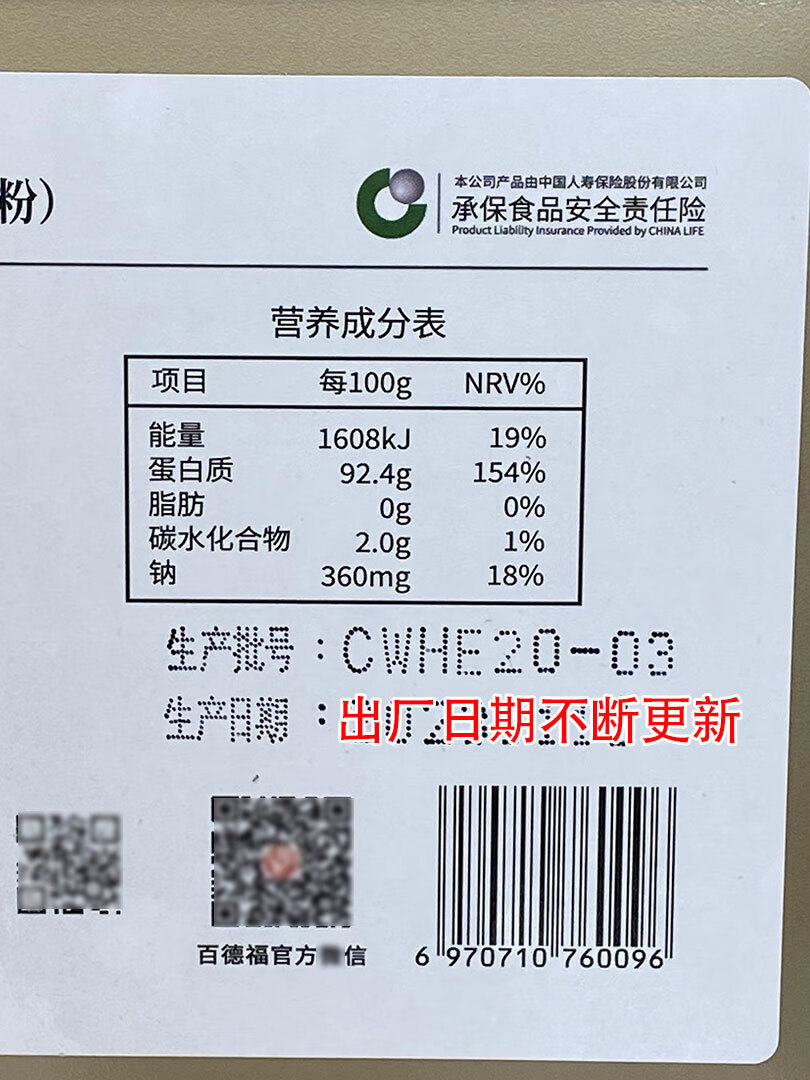 粉）
本公司产品由中国人寿保险股份有限公司
承保食品安全责任险
Product Liability Insurance Provided by CHINA LIFE
营养成分表
项目 每100g NRV%
能量 1608kJ 19%
蛋白质 92.4g 154%
脂肪 0g 0%
碳水化合物 2.0g 1%
钠 360mg 18%
生产批号：CWHE20-03
生产日期：
出厂日期不断更新
百德福官方 信
6 970710 760096